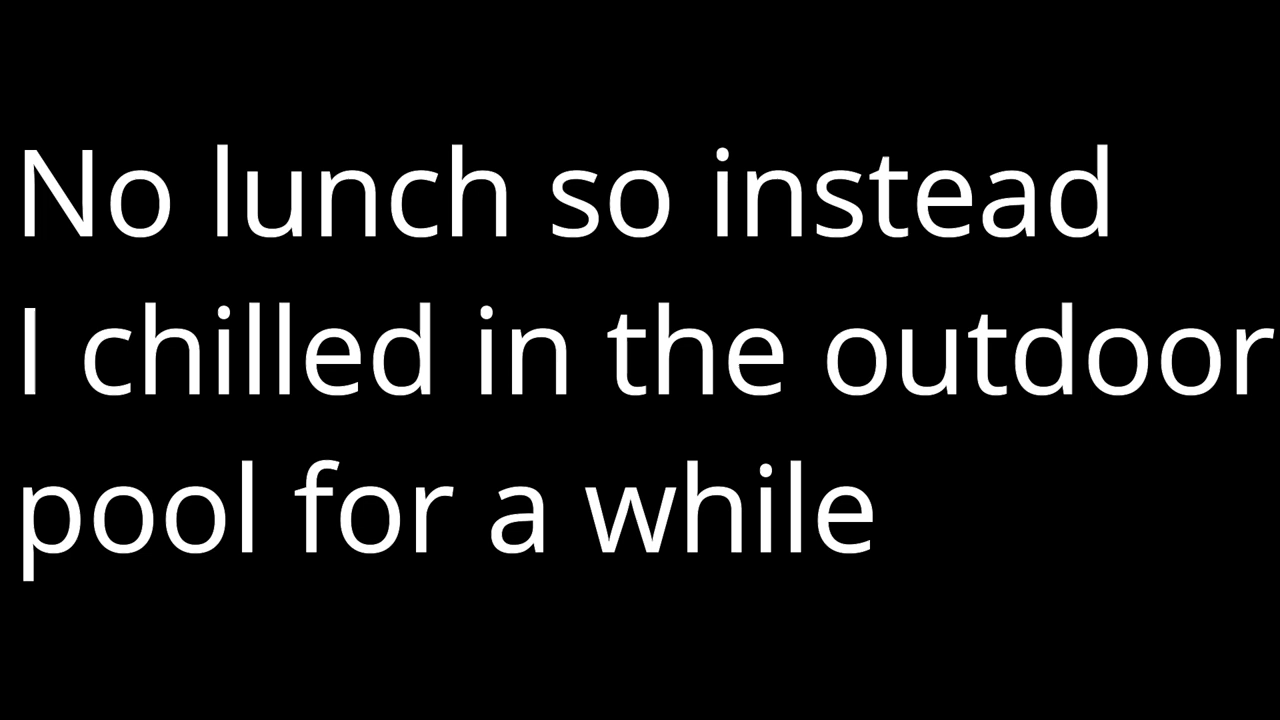 No lunch so instead
I chilled in the outdoor
pool for a while